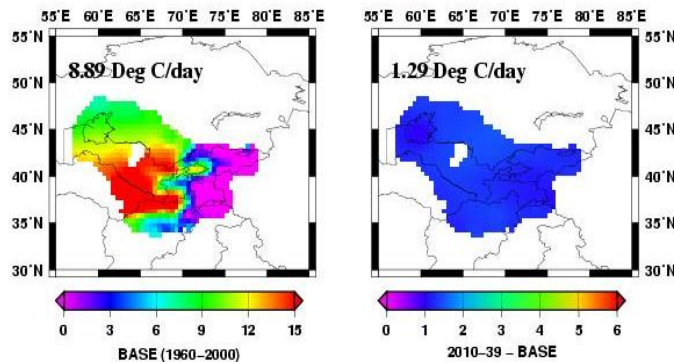 55˚E 60˚E 65˚E 70˚E 75˚E 80˚E 85˚E
55˚E 60˚E 65˚E 70˚E 75˚E 80˚E 85˚E
55˚N
55˚N
8.89 Deg C/day
1.29 Deg C/day
50˚N
50˚N
45˚N
45˚N
40˚N
40˚N
35˚N
35˚N
30˚N
30˚N
0 3 6 9 12 15
0 1 2 3 4 5 6
BASE (1960−2000)
2010−39 − BASE